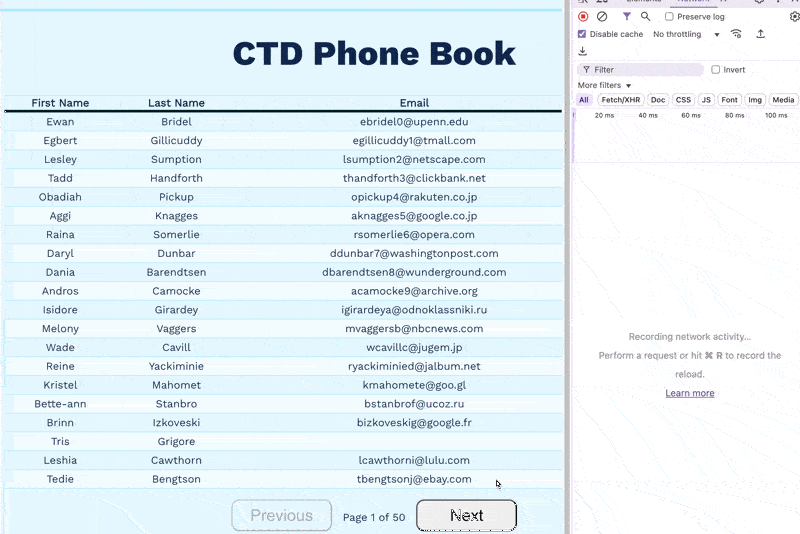 CTD Phone Book
First Name Last Name Email
Ewan Bridel ebridel0@upenn.edu
Egbert Gillicuddy egillicuddy1@tmall.com
Lesley Sumption lsumption2@netscape.com
Tadd Handforth thandforth3@clickbank.net
Obadiah Pickup opickup4@rakuten.co.jp
Aggi Knagges aknagges5@google.co.jp
Raina Somerlie rsomerlie6@opera.com
Daryl Dunbar ddunbar7@washingtonpost.com
Dania Barendtsen dbarendtsen8@wunderground.com
Andros Camocke acamocke9@archive.org
Isidore Girardey igirardeya@odnoklassniki.ru
Melony Vaggers mvaggersb@nbcnews.com
Wade Cavill wcavillc@jugem.jp
Reine Yackiminie ryackiminied@jalbum.net
Kristel Mahomet kmahomete@goo.gl
Bette-ann Stanbro bstanbrof@ucoz.ru
Brinn Izkoveski bizkoveskig@google.fr
Tris Grigore
Leshia Cawthorn lcawthorni@lulu.com
Tedie Bengtson tbengtsonj@ebay.com
Previous Page 1 of 50 Next
Preserve log
Disable cache No throttling
Filter Invert
More filters
All Fetch/XHR Doc CSS JS Font Img Media
20 ms 40 ms 60 ms 80 ms 100 ms
Recording network activity...
Perform a request or hit ⌘ R to record the
reload.
Learn more